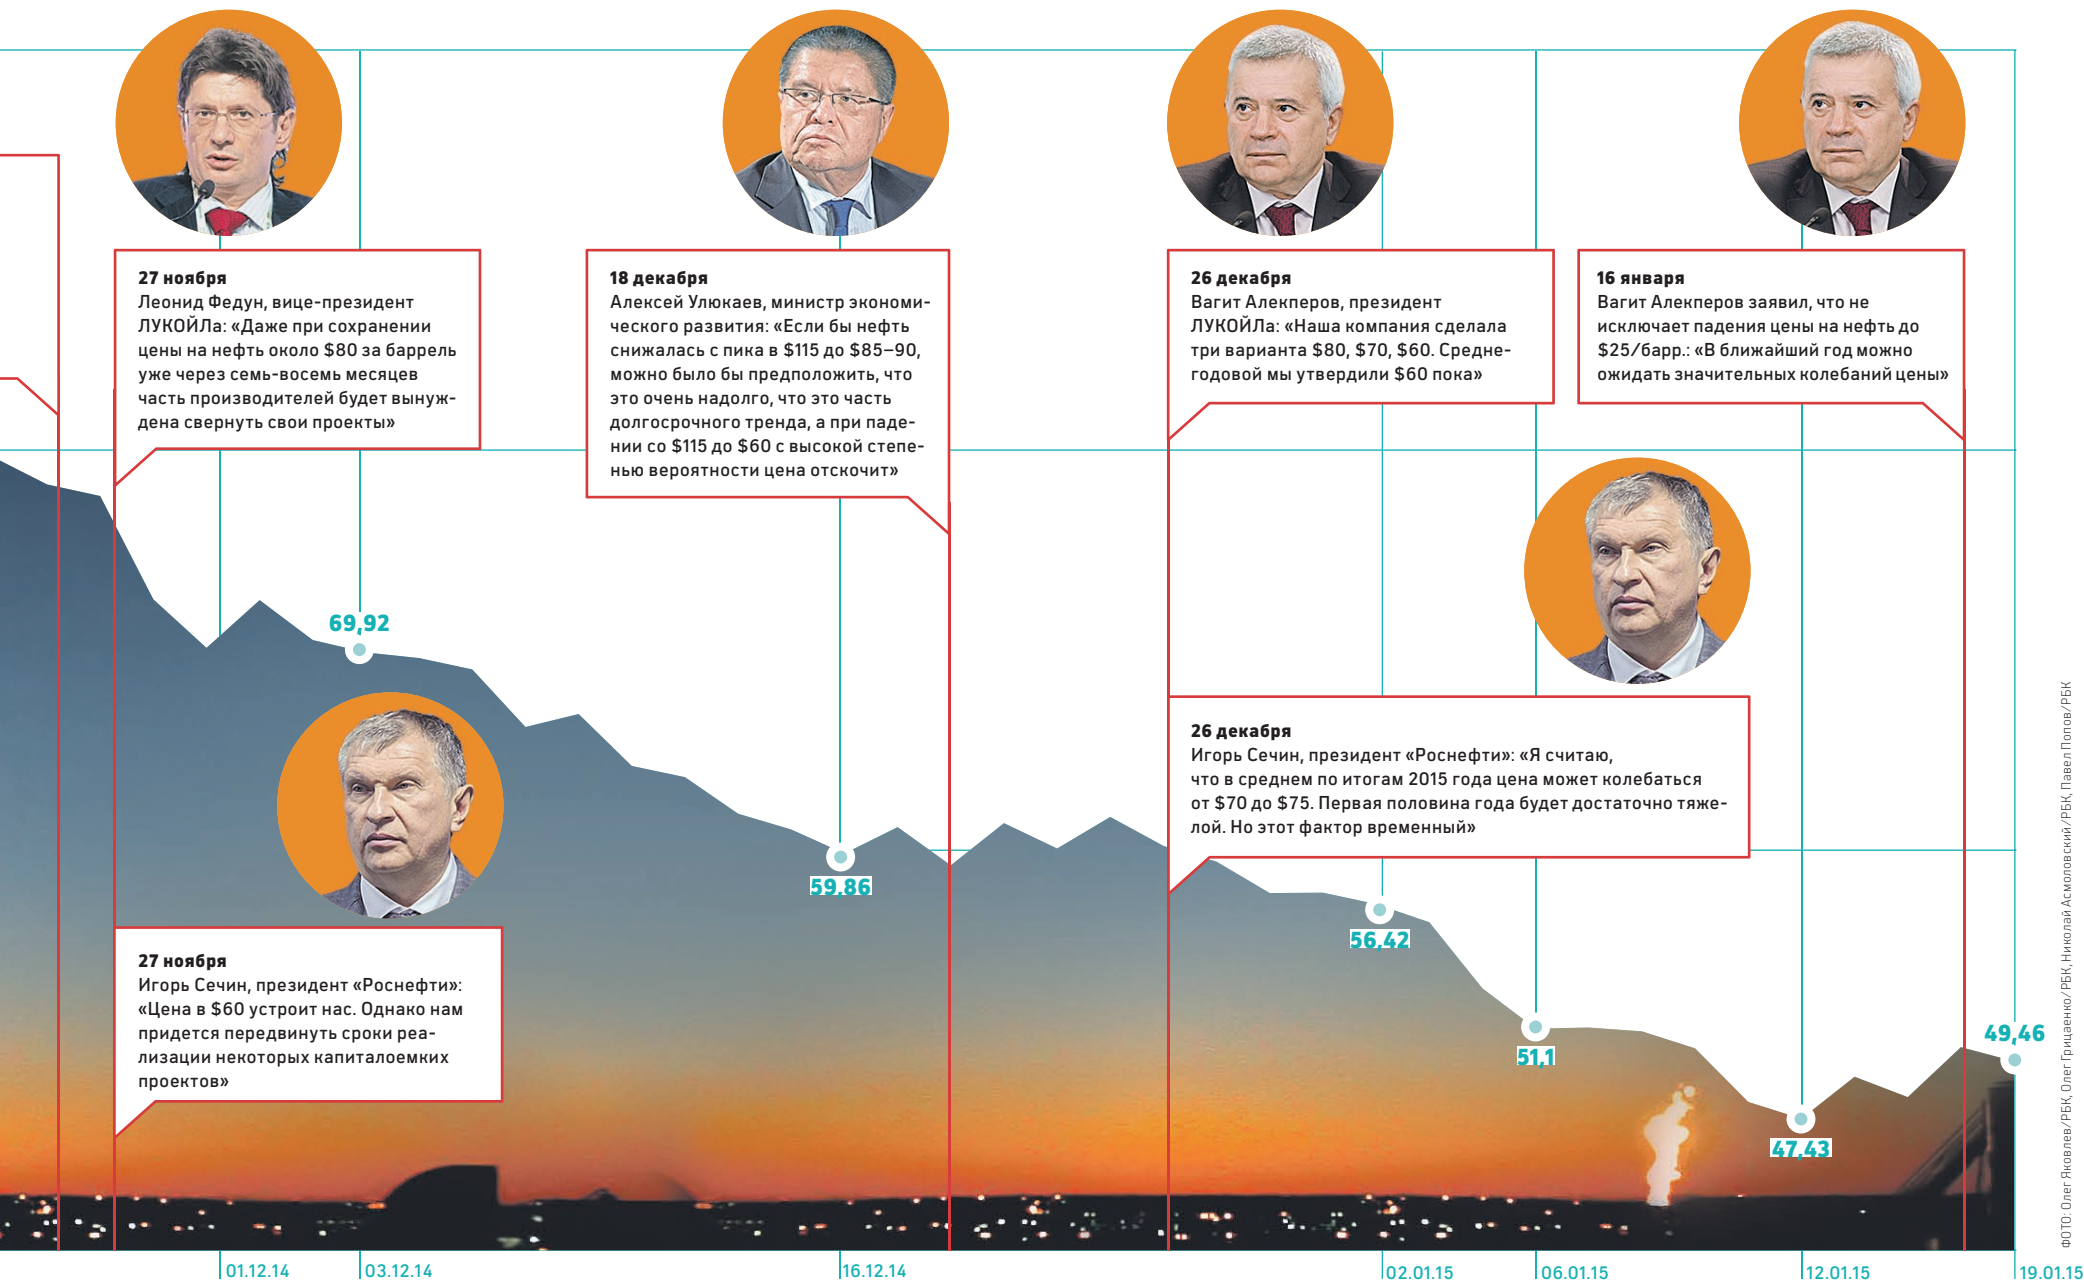 27 ноября
Леонид Федун, вице-президент
ЛУКОЙЛа: «Даже при сохранении
цены на нефть около $80 за баррель
уже через семь-восемь месяцев
часть производителей будет вынуж-
дена свернуть свои проекты»
18 декабря
Алексей Улюкаев, министр экономи-
ческого развития: «Если бы нефть
снижалась с пика в $115 до $85–90,
можно было бы предположить, что
это очень надолго, что это часть
долгосрочного тренда, а при паде-
нии со $115 до $60 с высокой степе-
нью вероятности цена отскочит»
26 декабря
Вагит Алекперов, президент
ЛУКОЙЛа: «Наша компания сделала
три варианта $80, $70, $60. Средне-
годовой мы утвердили $60 пока»
16 января
Вагит Алекперов заявил, что не
исключает падения цены на нефть до
$25/барр.: «В ближайший год можно
ожидать значительных колебаний цены»
69,92
26 декабря
Игорь Сечин, президент «Роснефти»: «Я считаю,
что в среднем по итогам 2015 года цена может колебаться
от $70 до $75. Первая половина года будет достаточно тяже-
лой. Но этот фактор временный»
59,86
56,42
27 ноября
Игорь Сечин, президент «Роснефти»:
«Цена в $60 устроит нас. Однако нам
придется передвинуть сроки реа-
лизации некоторых капиталоемких
проектов»
51,1
49,46
47,43
01.12.14
03.12.14
16.12.14
02.01.15
06.01.15
12.01.15
19.01.15
ФОТО: Олег Яковлев/РБК, Олег Грицаенко/РБК, Николай Асмоловский/РБК, Павел Попов/РБК